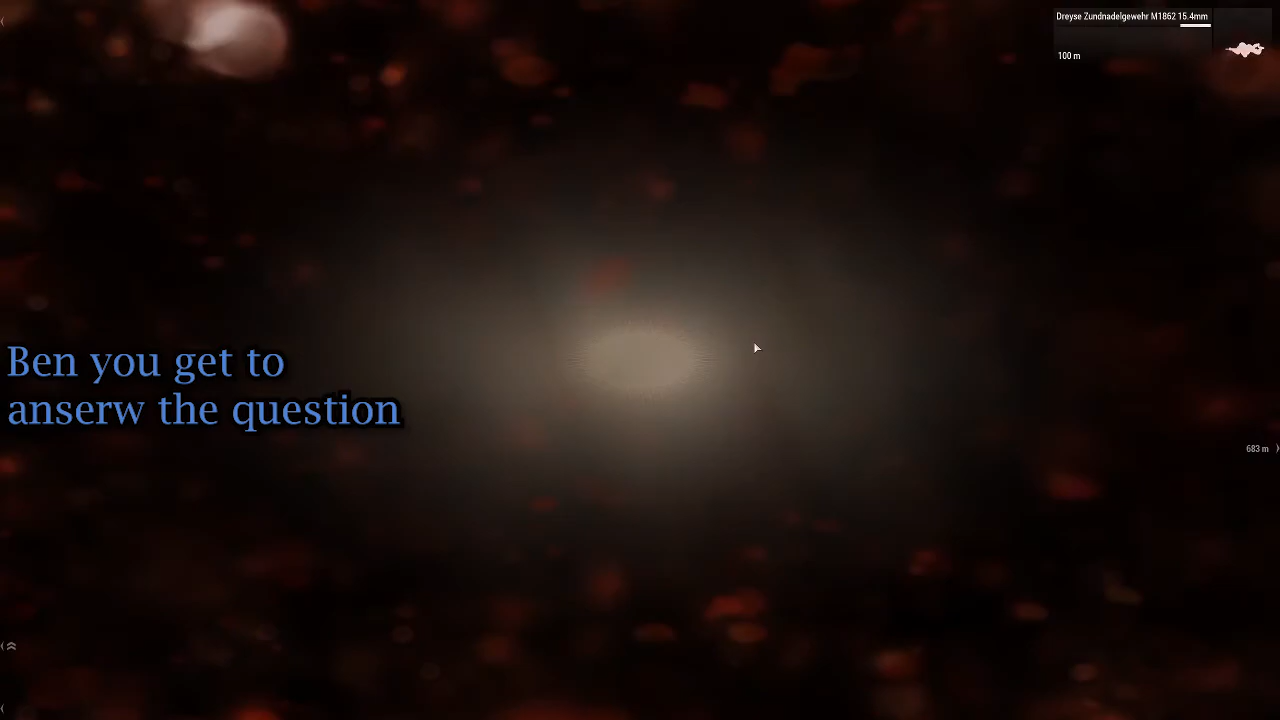 Dreyse Zundnadelgewehr M1862 15.4mm
100 m
Ben you get to
anserw the question
683 m